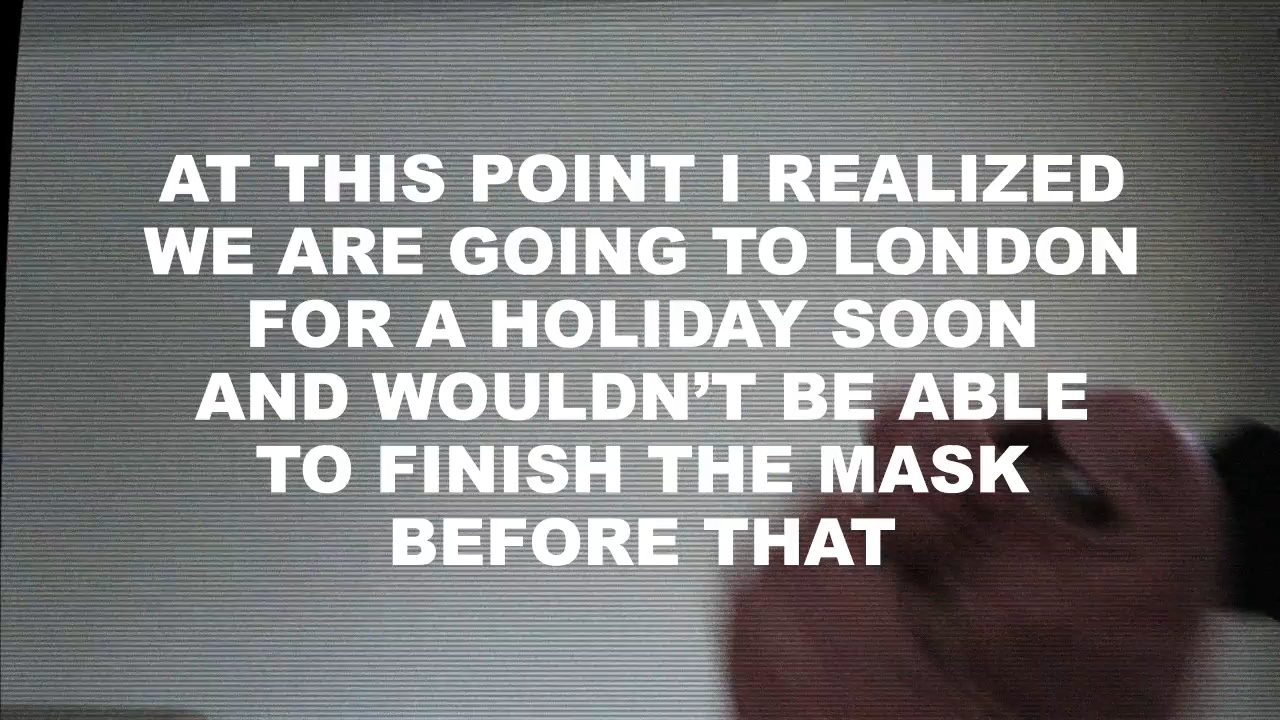 AT THIS POINT I REALIZED
WE ARE GOING TO LONDON
FOR A HOLIDAY SOON
AND WOULDN’T BE ABLE
TO FINISH THE MASK
BEFORE THAT